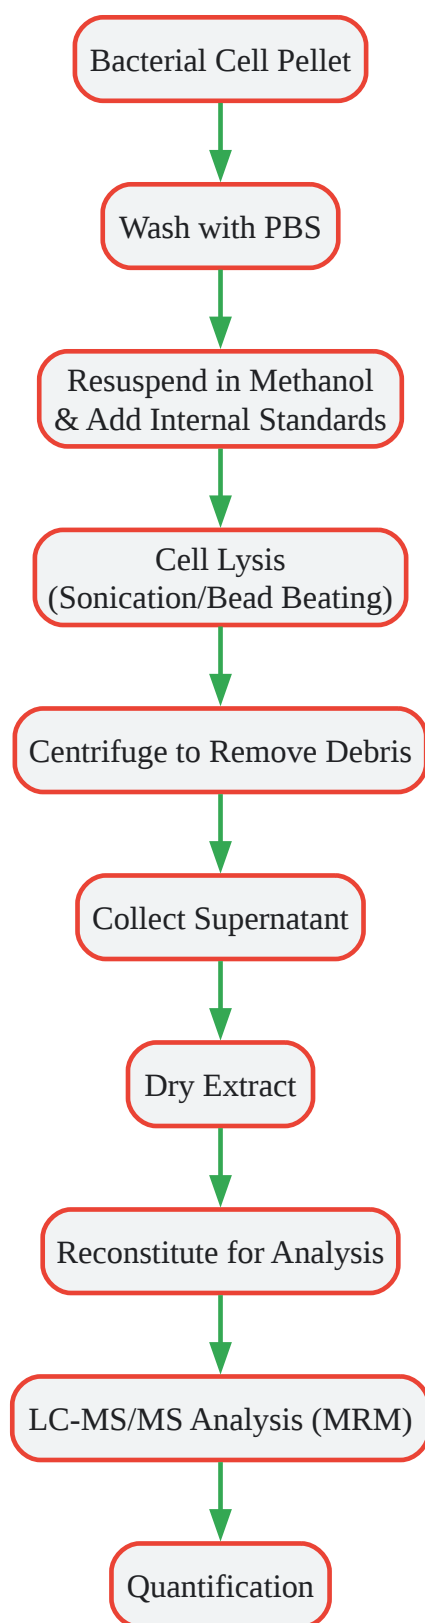 Bacterial Cell Pellet
Wash with PBS
Resuspend in Methanol
& Add Internal Standards
Cell Lysis
(Sonication/Bead Beating)
Centrifuge to Remove Debris
Collect Supernatant
Dry Extract
Reconstitute for Analysis
LC-MS/MS Analysis (MRM)
Quantification